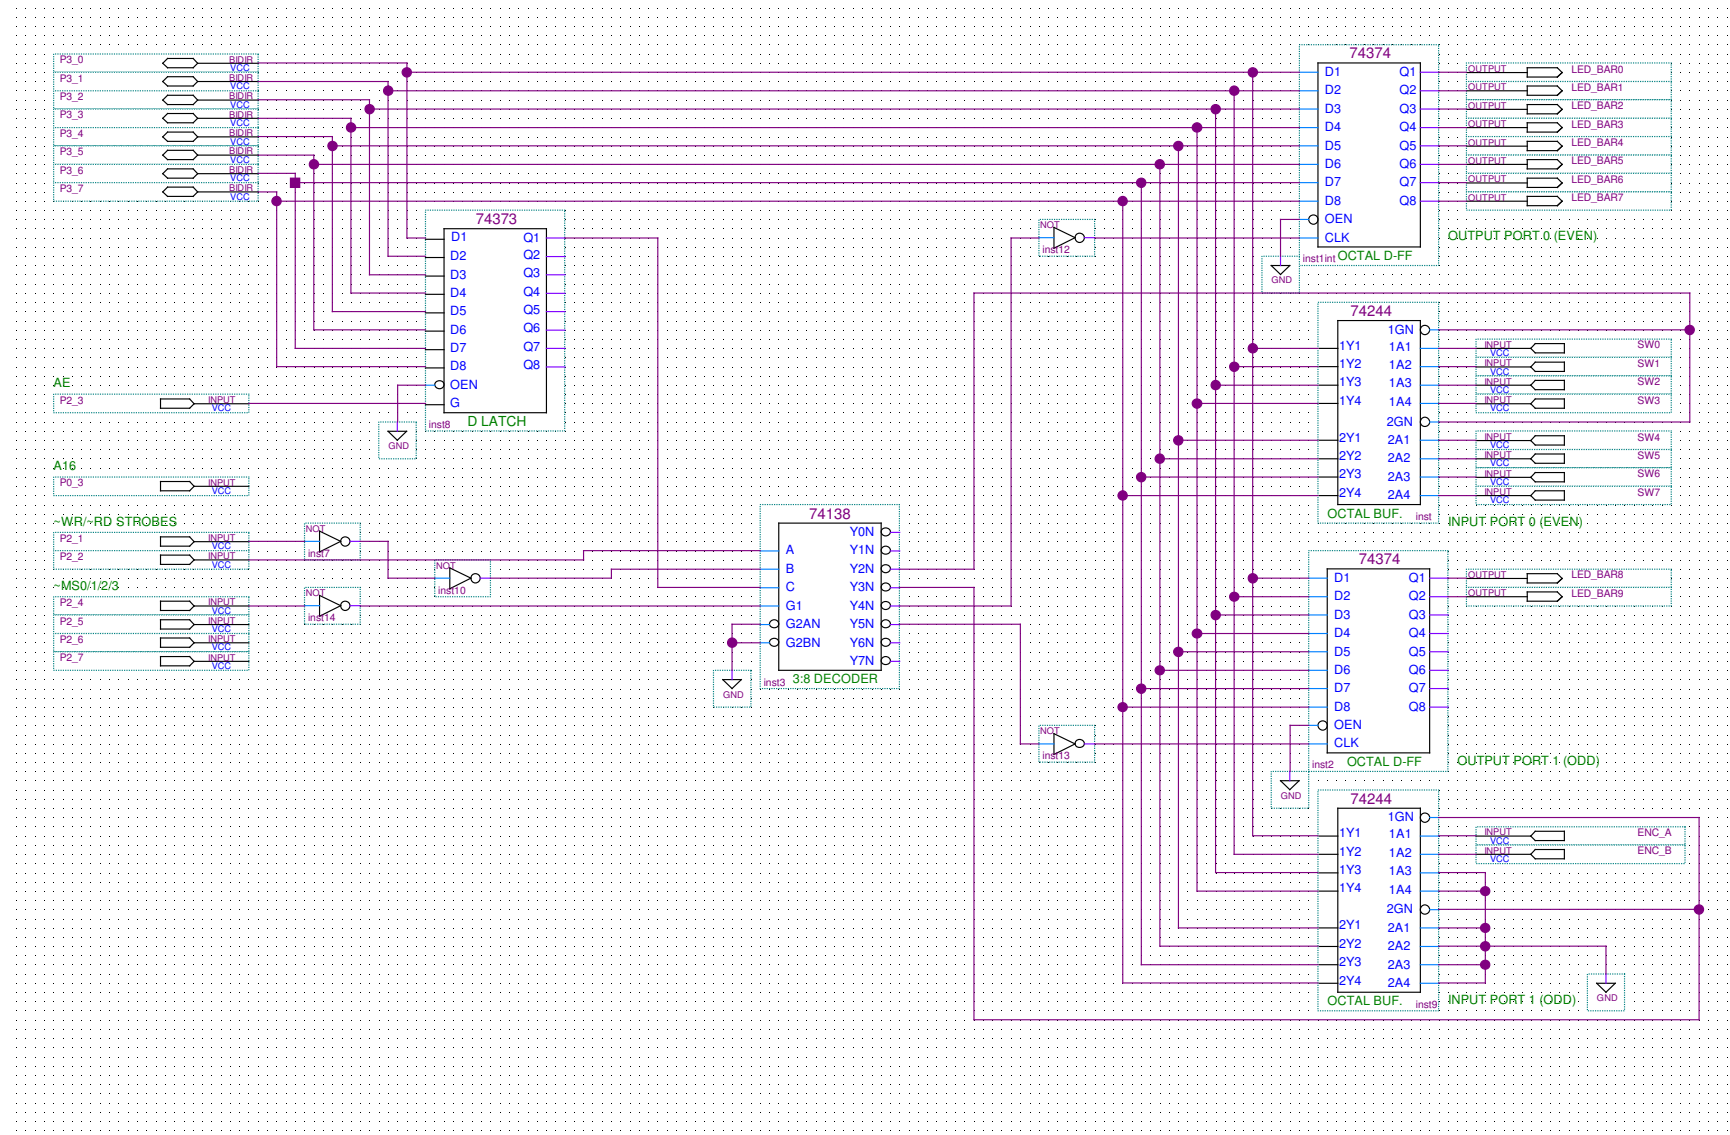 P3_0 BIDIR VCC
P3_1 BIDIR VCC
P3_2 BIDIR VCC
P3_3 BIDIR VCC
P3_4 BIDIR VCC
P3_5 BIDIR VCC
P3_6 BIDIR VCC
P3_7 BIDIR VCC
74373
D1 Q1
D2 Q2
D3 Q3
D4 Q4
D5 Q5
D6 Q6
D7 Q7
D8 Q8
OEN
G
inst8 D LATCH
GND
AE
P2_3 INPUT VCC
A16
P0_3 INPUT VCC
~WR/~RD STROBES
P2_1 INPUT VCC
P2_2 INPUT VCC
NOT
inst7
NOT
inst10
~MS0/1/2/3
P2_4 INPUT VCC
P2_5 INPUT VCC
P2_6 INPUT VCC
P2_7 INPUT VCC
NOT
inst14
74138
Y0N
A Y1N
B Y2N
C Y3N
G1 Y4N
G2AN Y5N
G2BN Y6N
Y7N
inst3 3:8 DECODER
GND
NOT
inst12
NOT
inst13
74374
D1 Q1 OUTPUT LED_BAR0
D2 Q2 OUTPUT LED_BAR1
D3 Q3 OUTPUT LED_BAR2
D4 Q4 OUTPUT LED_BAR3
D5 Q5 OUTPUT LED_BAR4
D6 Q6 OUTPUT LED_BAR5
D7 Q7 OUTPUT LED_BAR6
D8 Q8 OUTPUT LED_BAR7
OEN
CLK
OUTPUT PORT 0 (EVEN)
inst1int OCTAL D-FF
GND
74244
1GN
1Y1 1A1 INPUT VCC SW0
1Y2 1A2 INPUT VCC SW1
1Y3 1A3 INPUT VCC SW2
1Y4 1A4 INPUT VCC SW3
2GN
2Y1 2A1 INPUT VCC SW4
2Y2 2A2 INPUT VCC SW5
2Y3 2A3 INPUT VCC SW6
2Y4 2A4 INPUT VCC SW7
OCTAL BUF. inst INPUT PORT 0 (EVEN)
74374
D1 Q1 OUTPUT LED_BAR8
D2 Q2 OUTPUT LED_BAR9
D3 Q3
D4 Q4
D5 Q5
D6 Q6
D7 Q7
D8 Q8
OEN
CLK
inst2 OCTAL D-FF OUTPUT PORT 1 (ODD)
GND
74244
1GN
1Y1 1A1 INPUT VCC ENC_A
1Y2 1A2 INPUT VCC ENC_B
1Y3 1A3
1Y4 1A4
2GN
2Y1 2A1
2Y2 2A2
2Y3 2A3
2Y4 2A4
GND
OCTAL BUF. inst9 INPUT PORT 1 (ODD)